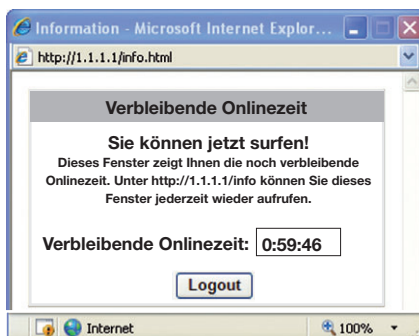 Information - Microsoft Internet Explor...
http://1.1.1.1/info.html
Verbleibende Onlinezeit
Sie können jetzt surfen!
Dieses Fenster zeigt Ihnen die noch verbleibende
Onlinezeit. Unter http://1.1.1.1/info können Sie dieses
Fenster jederzeit wieder aufrufen.
Verbleibende Onlinezeit: 0:59:46
Logout
Internet 100%